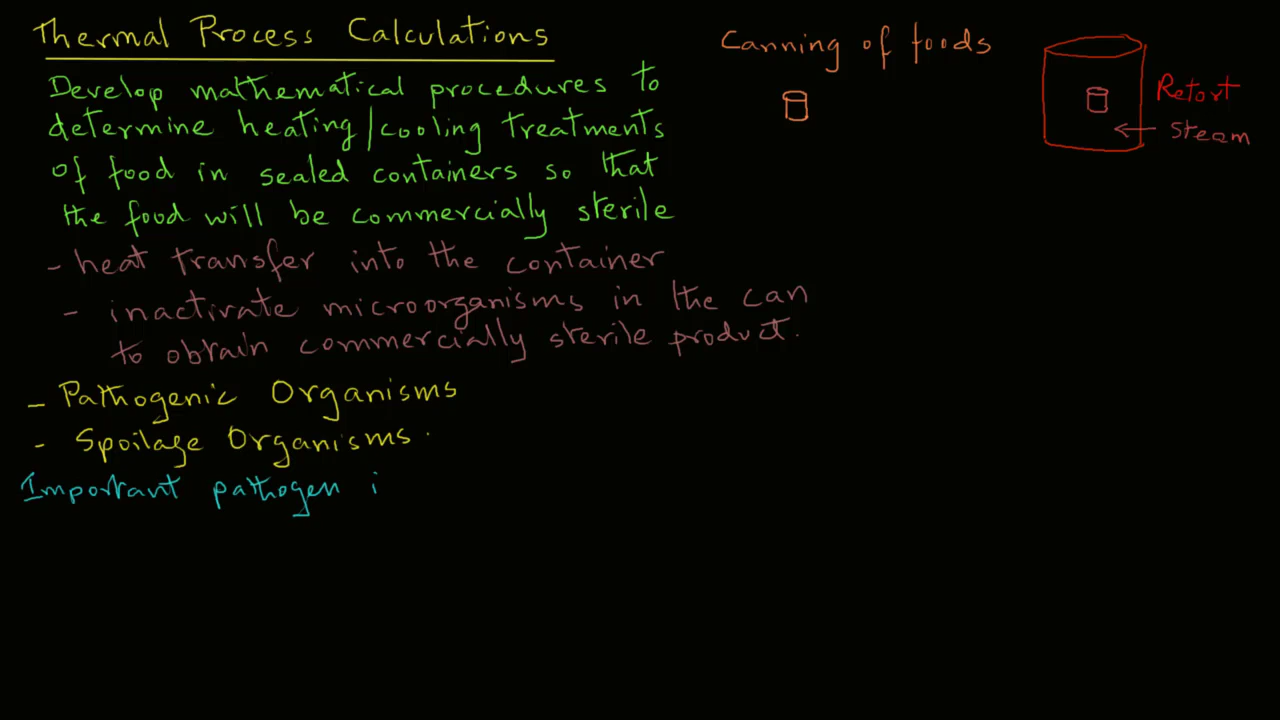 Thermal Process Calculations
Develop mathematical procedures to
determine heating/cooling treatments
of food in sealed containers so that
the food will be commercially sterile
- heat transfer into the container
- inactivate microorganisms in the can
to obtain commercially sterile product.
- Pathogenic Organisms
- Spoilage Organisms.
Important pathogen i
Canning of foods
Retort
← steam